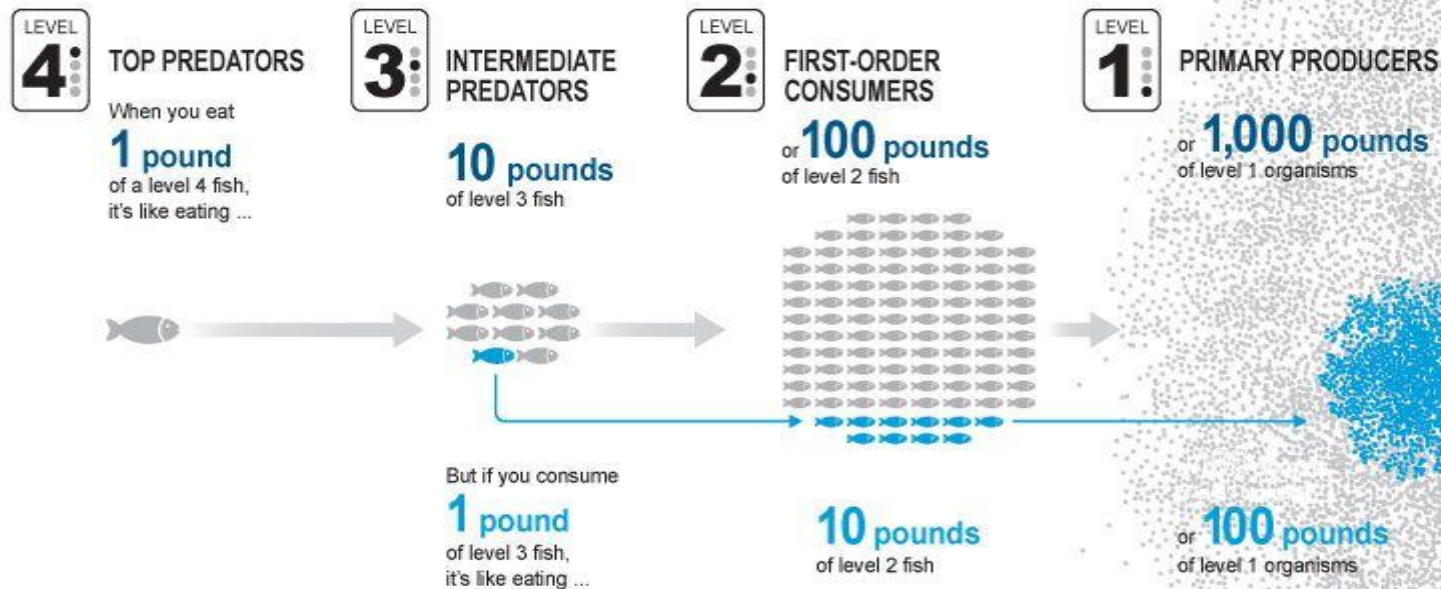 LEVEL
4
TOP PREDATORS
When you eat
1 pound
of a level 4 fish,
it's like eating ...
LEVEL
3
INTERMEDIATE
PREDATORS
10 pounds
of level 3 fish
LEVEL
2
FIRST-ORDER
CONSUMERS
or 100 pounds
of level 2 fish
LEVEL
1
PRIMARY PRODUCERS
or 1,000 pounds
of level 1 organisms
But if you consume
1 pound
of level 3 fish,
it's like eating ...
10 pounds
of level 2 fish
or 100 pounds
of level 1 organisms